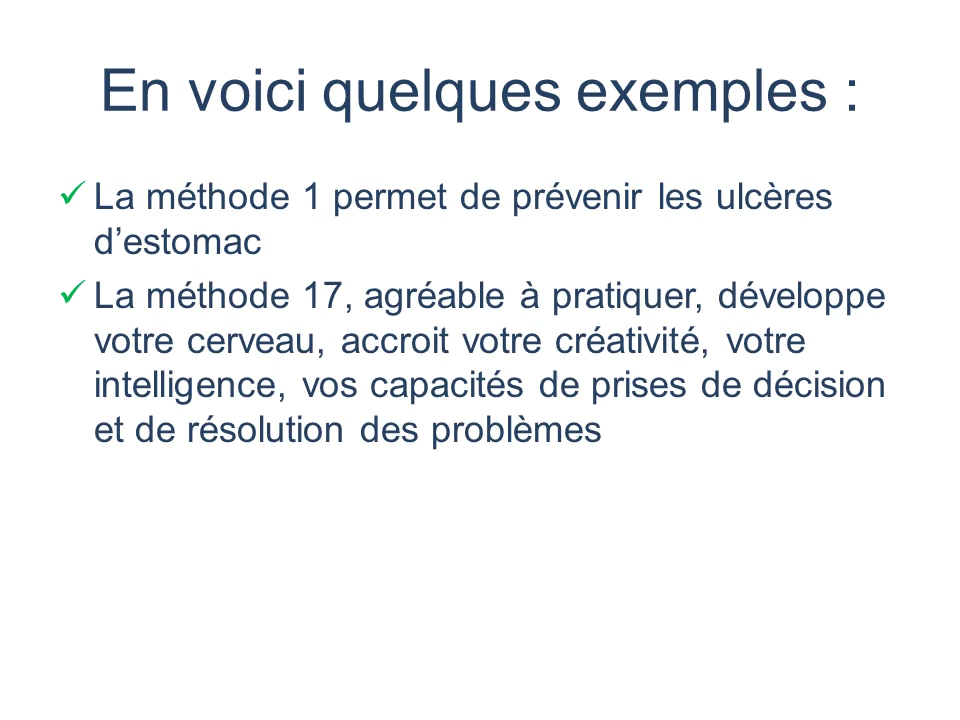 En voici quelques exemples :
✓ La méthode 1 permet de prévenir les ulcères
d’estomac
✓ La méthode 17, agréable à pratiquer, développe
votre cerveau, accroit votre créativité, votre
intelligence, vos capacités de prises de décision
et de résolution des problèmes